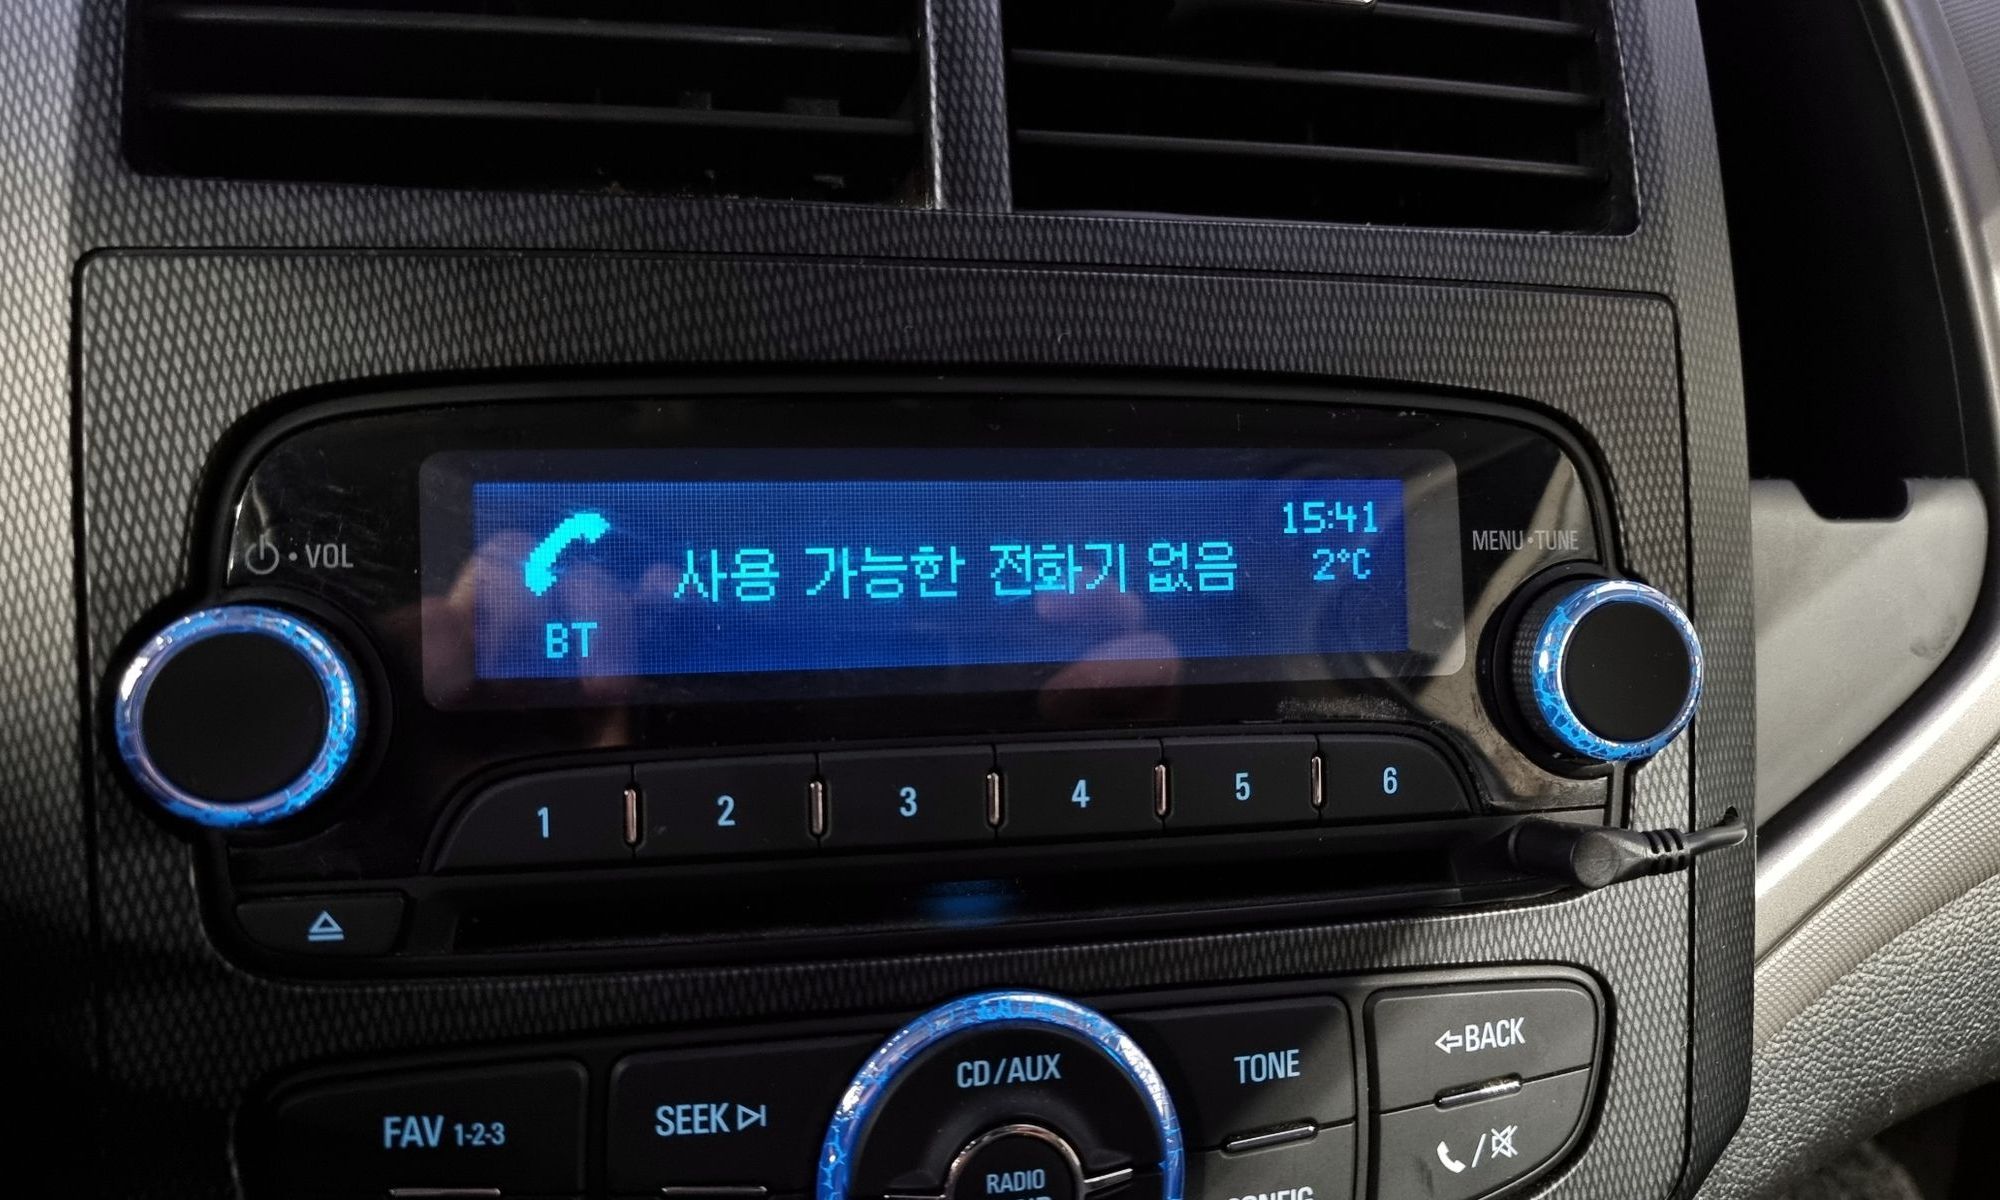 15:41
사용 가능한 전화기 없음
2°C
BT
VOL
MENU•TUNE
1 2 3 4 5 6
CD/AUX
TONE
BACK
FAV 1-2-3
SEEK
RADIO